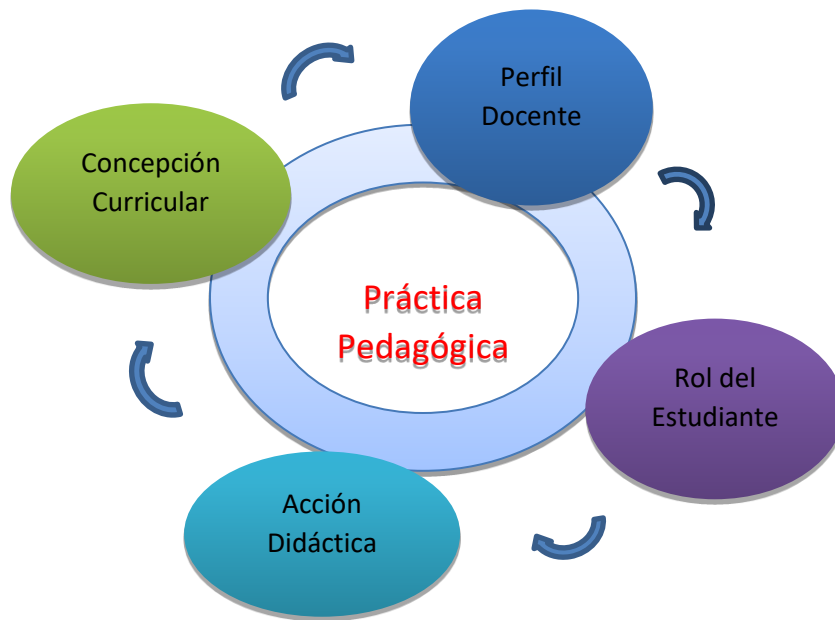 Perfil
Docente
Concepción
Curricular
Práctica
Pedagógica
Rol del
Estudiante
Acción
Didáctica